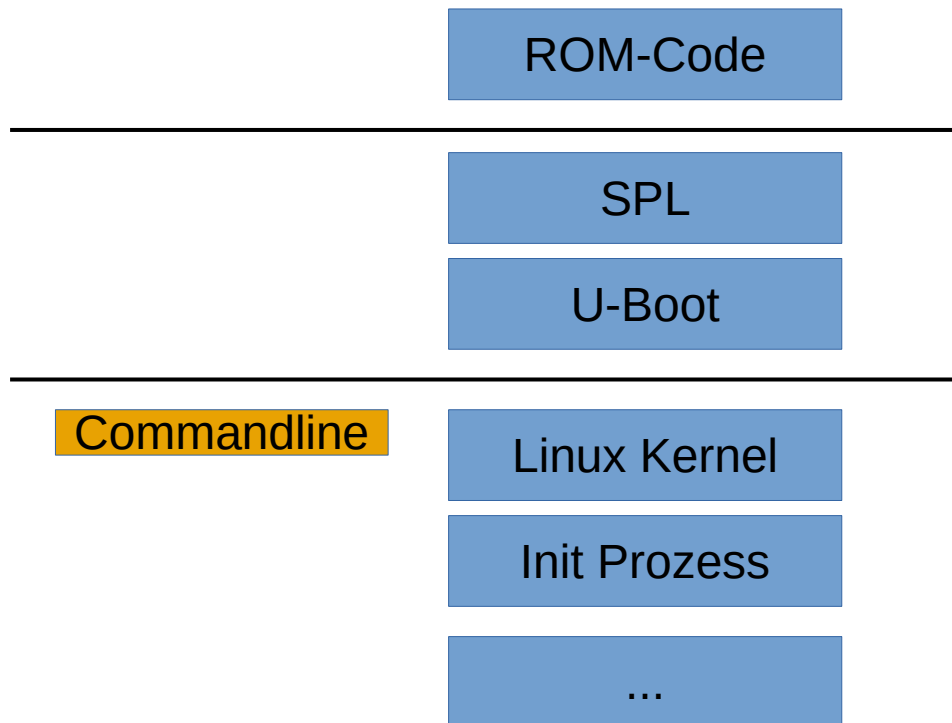 ROM-Code
SPL
U-Boot
Commandline
Linux Kernel
Init Prozess
...